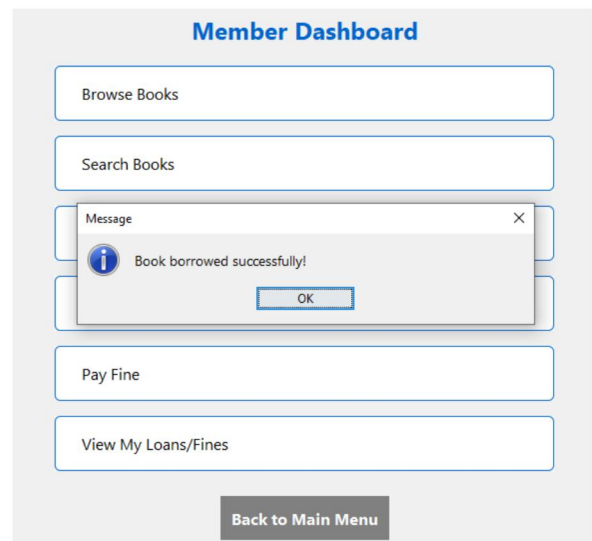 Member Dashboard
Browse Books
Search Books
Message
Book borrowed successfully!
OK
Pay Fine
View My Loans/Fines
Back to Main Menu